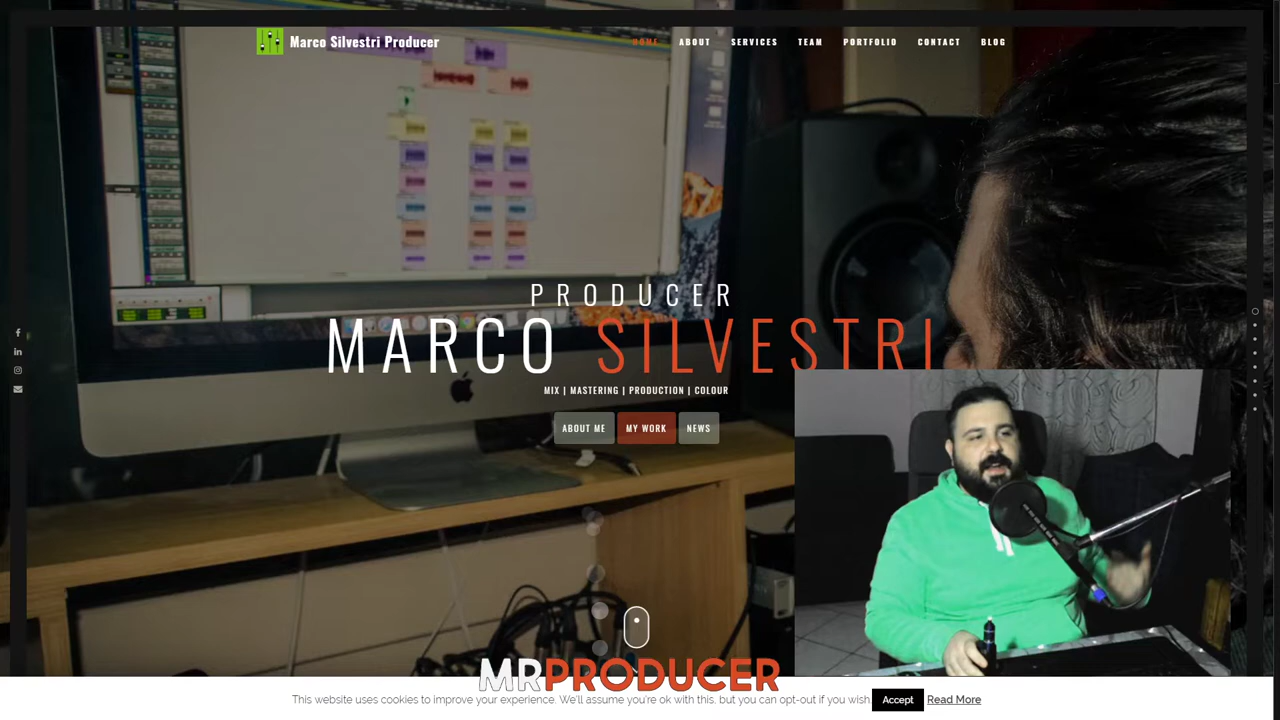 Marco Silvestri Producer
HOME ABOUT SERVICES TEAM PORTFOLIO CONTACT BLOG
PRODUCER
MARCO SILVESTRI
MIX | MASTERING | PRODUCTION | COLOUR
ABOUT ME MY WORK NEWS
MRPRODUCER
This website uses cookies to improve your experience. We'll assume you're ok with this, but you can opt-out if you wish. Accept Read More